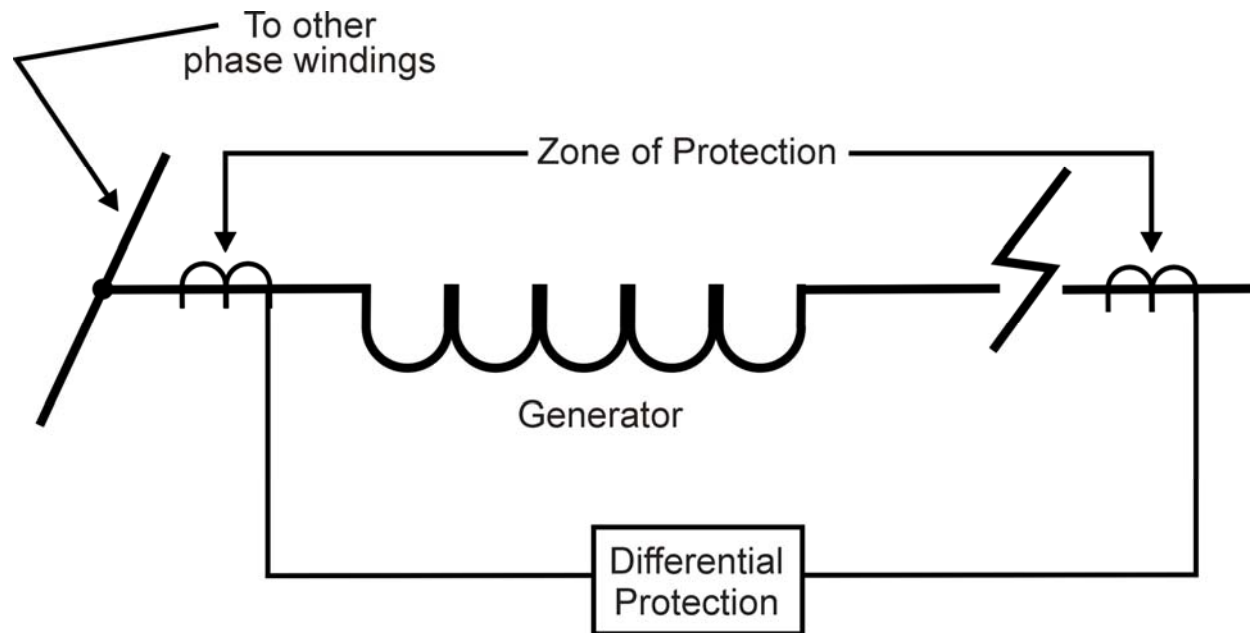 To other
phase windings
Zone of Protection
Generator
Differential
Protection